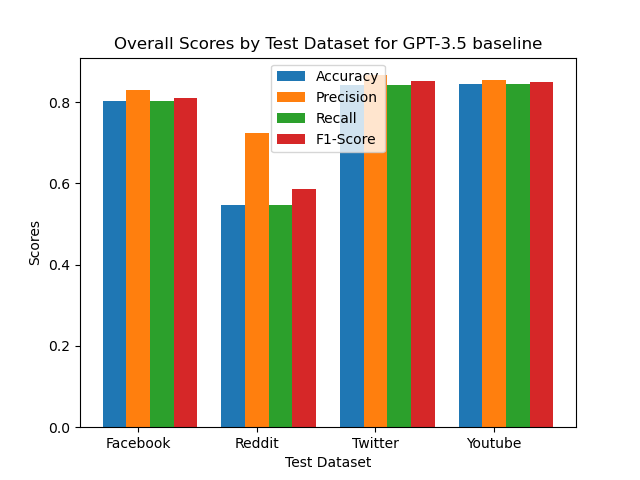 Overall Scores by Test Dataset for GPT-3.5 baseline
Accuracy
Precision
Recall
F1-Score
Scores
0.8
0.6
0.4
0.2
0.0
Facebook Reddit Twitter Youtube
Test Dataset